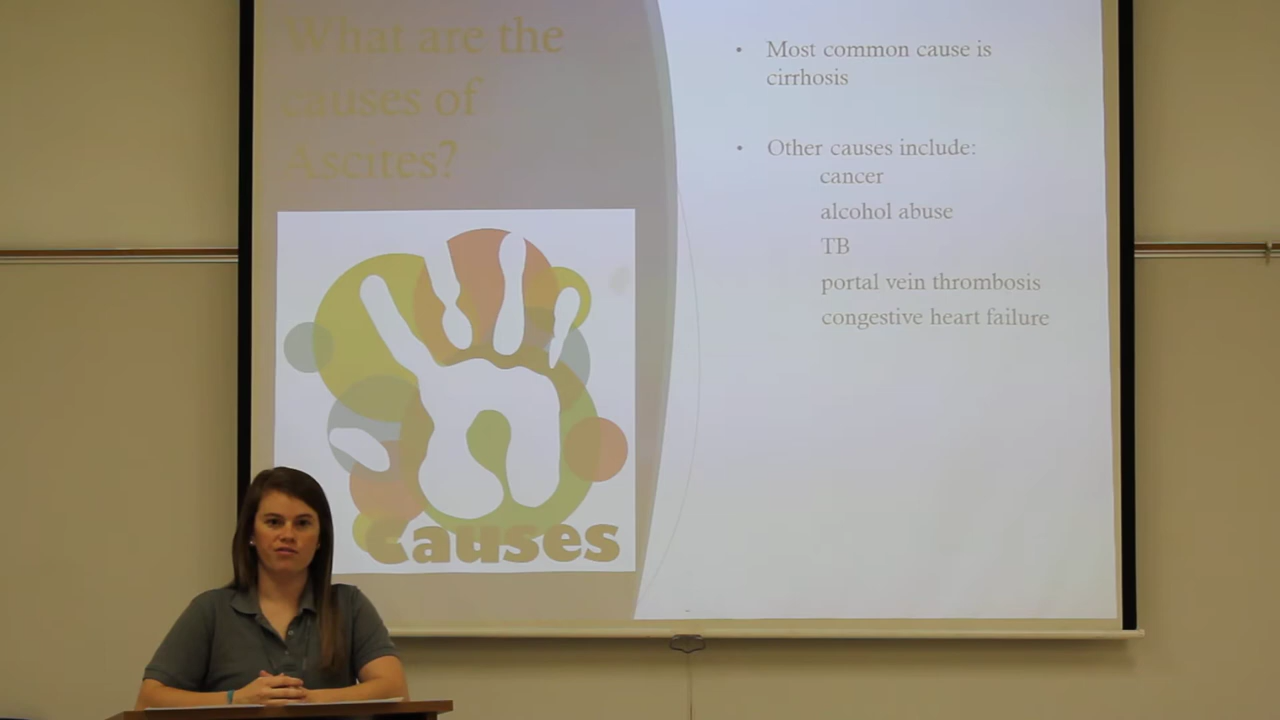 What are the
causes of
Ascites?
causes
• Most common cause is
cirrhosis
• Other causes include:
cancer
alcohol abuse
TB
portal vein thrombosis
congestive heart failure